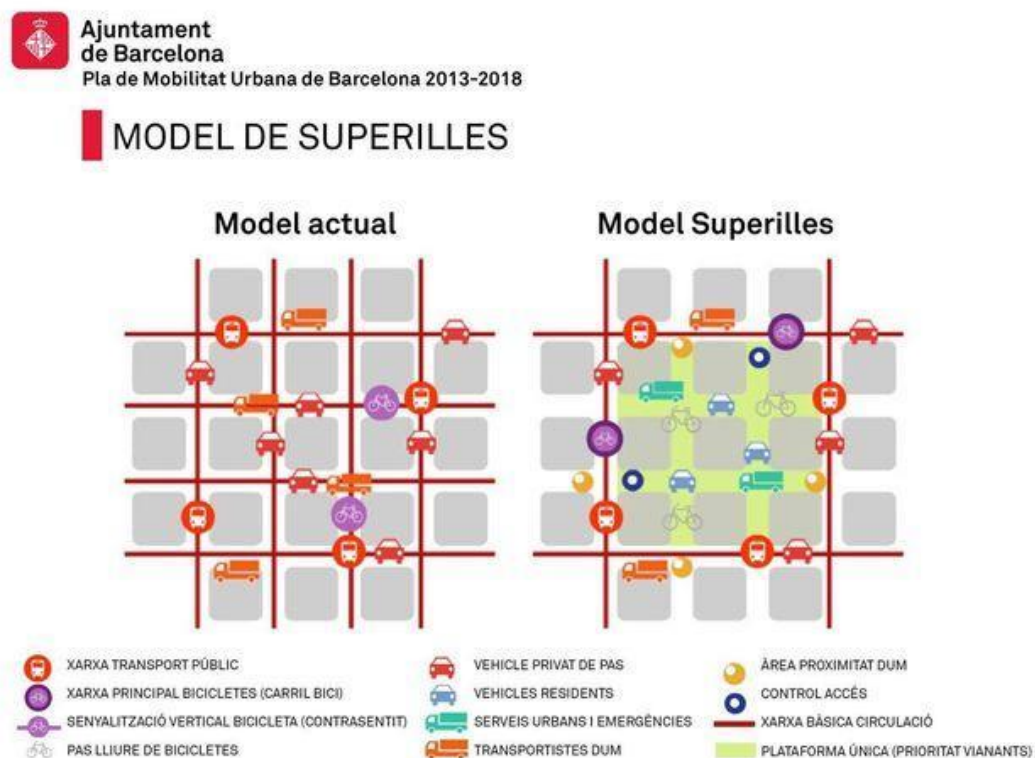 Ajuntament
de Barcelona
Pla de Mobilitat Urbana de Barcelona 2013-2018
MODEL DE SUPERILLES
Model actual
Model Superilles
XARXA TRANSPORT PÚBLIC
XARXA PRINCIPAL BICICLETES (CARRIL BICI)
SENYALITZACIÓ VERTICAL BICICLETA (CONTRASENTIT)
PAS LLIURE DE BICICLETES
VEHICLE PRIVAT DE PAS
VEHICLES RESIDENTS
SERVEIS URBANS I EMERGÈNCIES
TRANSPORTISTES DUM
ÀREA PROXIMITAT DUM
CONTROL ACCÉS
XARXA BÀSICA CIRCULACIÓ
PLATAFORMA ÚNICA (PRIORITAT VIANANTS)